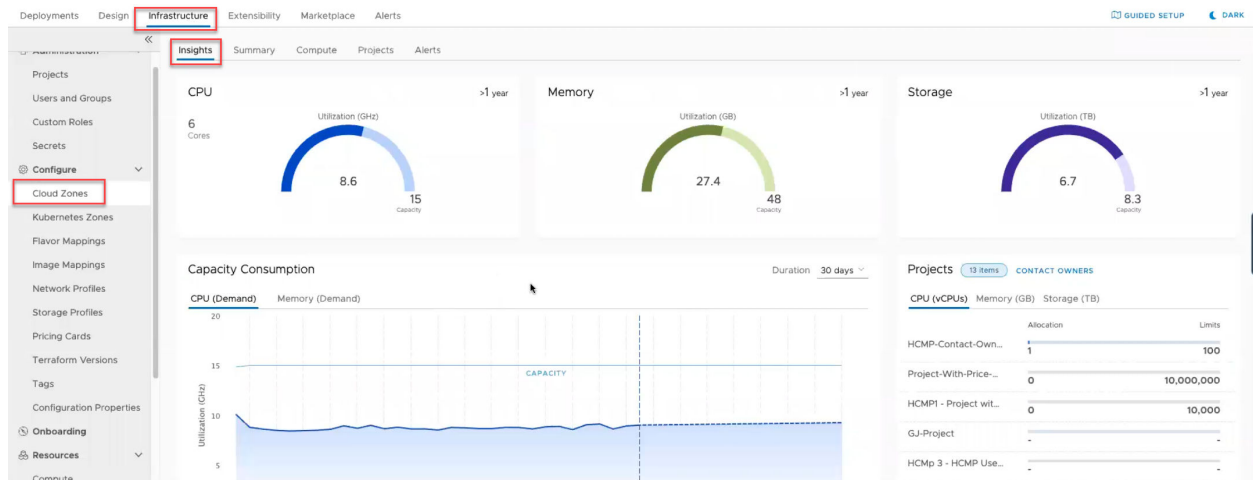 Deployments Design Infrastructure Extensibility Marketplace Alerts GUIDED SETUP DARK
Administration
Projects
Users and Groups
Custom Roles
Secrets
Configure
Cloud Zones
Kubernetes Zones
Flavor Mappings
Image Mappings
Network Profiles
Storage Profiles
Pricing Cards
Terraform Versions
Tags
Configuration Properties
Onboarding
Resources
Compute
Insights Summary Compute Projects Alerts
CPU >1 year
6
Cores
Utilization (GHz)
8.6
15
Capacity
Memory >1 year
Utilization (GB)
27.4
48
Capacity
Storage >1 year
Utilization (TB)
6.7
8.3
Capacity
Capacity Consumption Duration 30 days
CPU (Demand) Memory (Demand)
20
15
10
5
Utilization (GHz)
CAPACITY
Projects 13 items CONTACT OWNERS
CPU (vCPUs) Memory (GB) Storage (TB)
Allocation Limits
HCMP-Contact-Own... 1 100
Project-With-Price-... 0 10,000,000
HCMP1 - Project wit... 0 10,000
GJ-Project - -
HCMp 3 - HCMP Use... - -